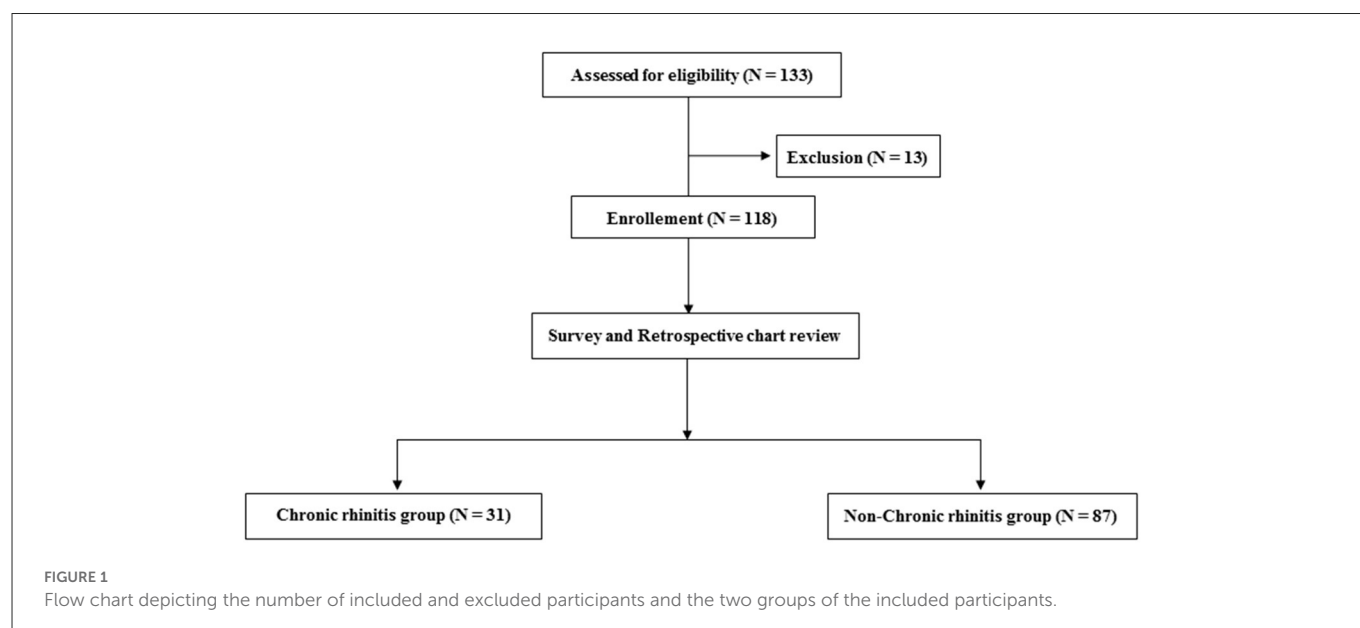 Assessed for eligibility (N = 133)
Exclusion (N = 13)
Enrollement (N = 118)
Survey and Retrospective chart review
Chronic rhinitis group (N = 31)
Non-Chronic rhinitis group (N = 87)
FIGURE 1
Flow chart depicting the number of included and excluded participants and the two groups of the included participants.